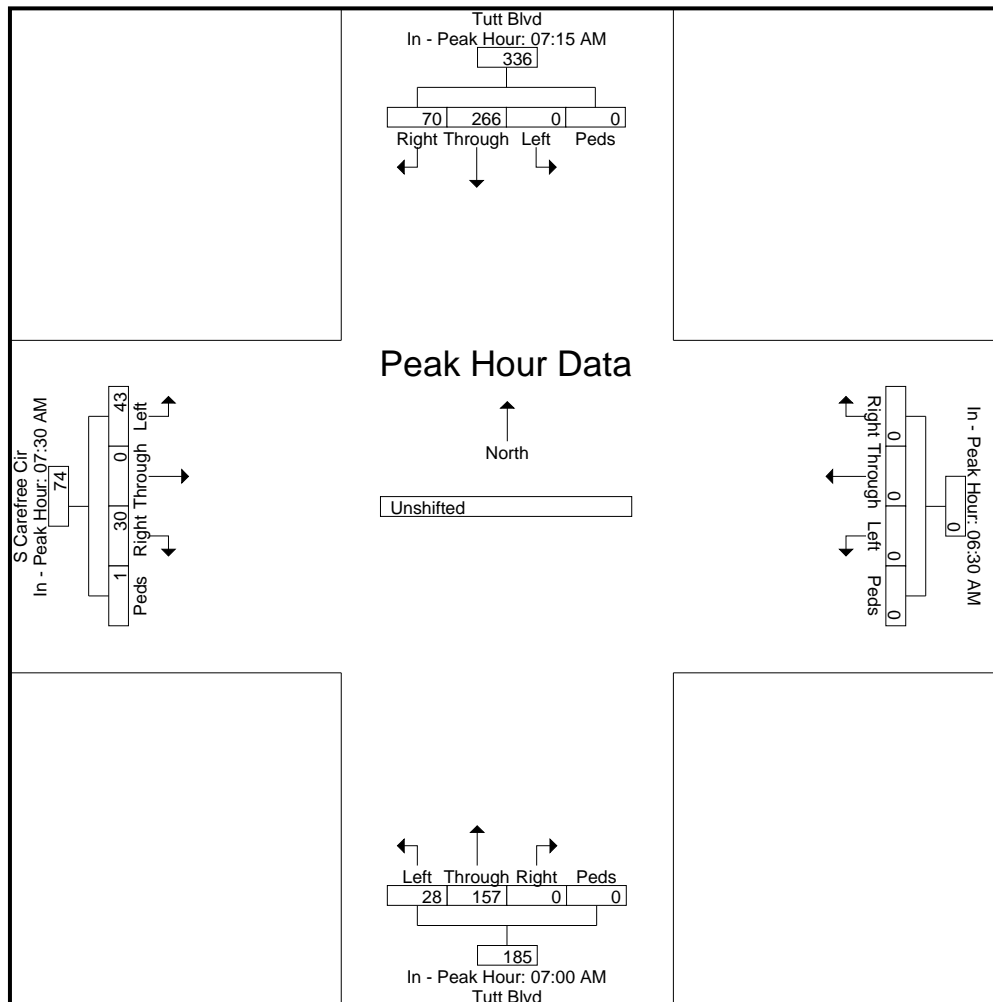 Tutt Blvd
In - Peak Hour: 07:15 AM
336
70 266 0 0
Right Through Left Peds
Peak Hour Data
North
Unshifted
S Carefree Cir
In - Peak Hour: 07:30 AM
74
43 0 30 1
Left Through Right Peds
In - Peak Hour: 06:30 AM
0
0 0 0 0
Right Through Left Peds
Left Through Right Peds
28 157 0 0
185
In - Peak Hour: 07:00 AM
Tutt Blvd